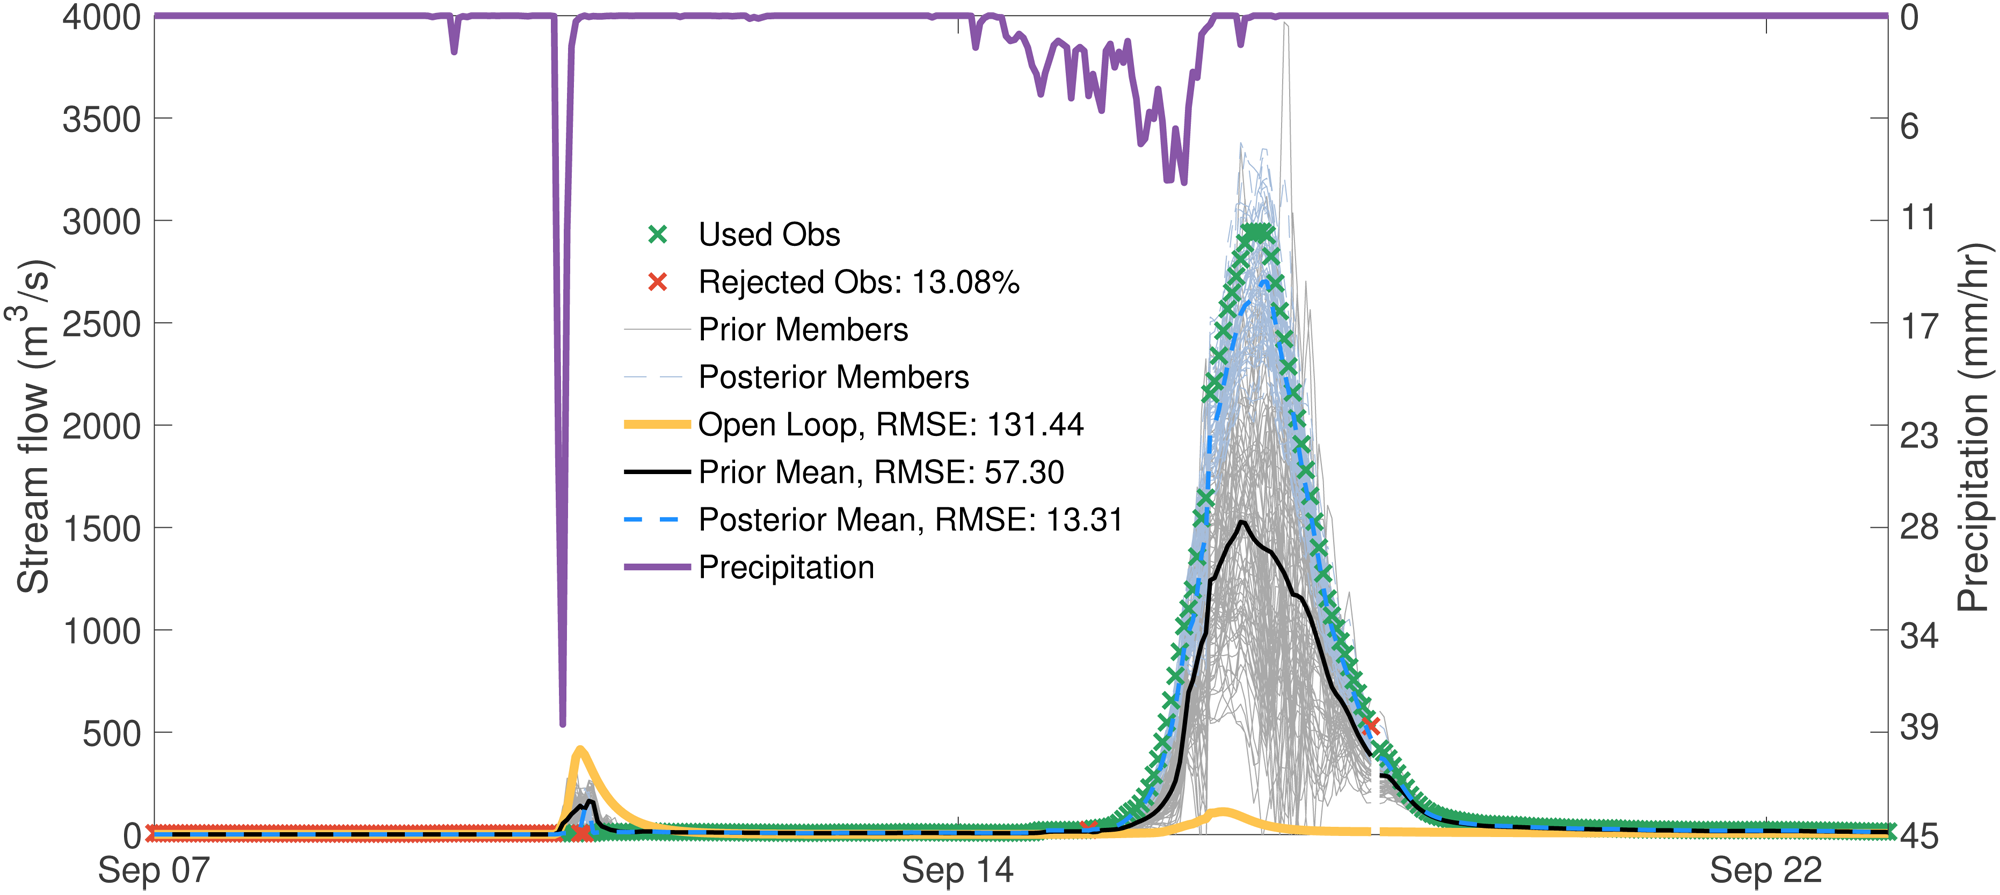 Stream flow (m³/s)
4000
3500
3000
2500
2000
1500
1000
500
0
Used Obs
Rejected Obs: 13.08%
Prior Members
Posterior Members
Open Loop, RMSE: 131.44
Prior Mean, RMSE: 57.30
Posterior Mean, RMSE: 13.31
Precipitation
0
6
11
17
23
28
34
39
45
Precipitation (mm/hr)
Sep 07
Sep 14
Sep 22